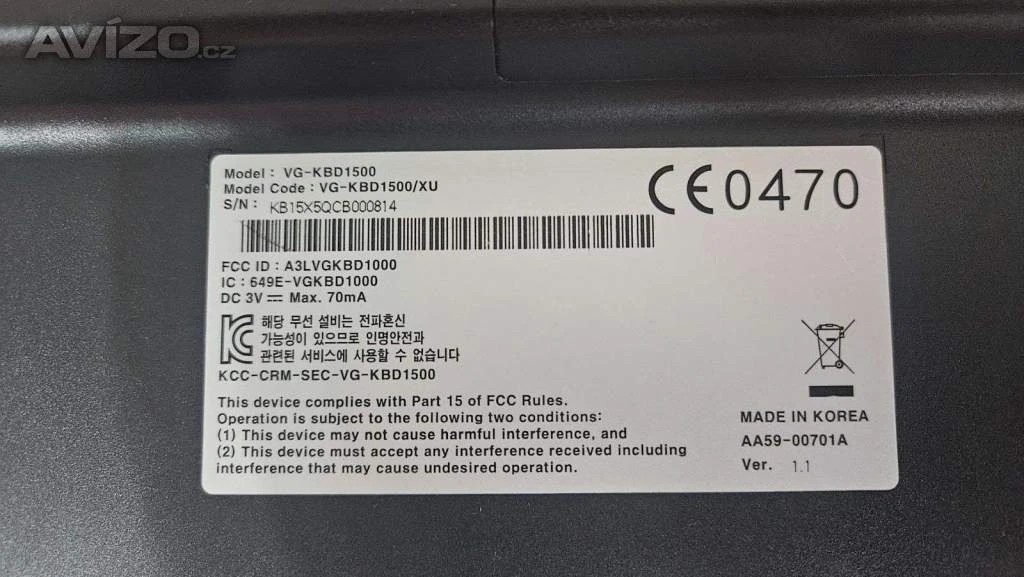 AVÍZO.cz
Model : VG-KBD1500
Model Code : VG-KBD1500/XU
S/N : KB15X5QCB000814
CE0470
FCC ID : A3LVGKBD1000
IC : 649E-VGKBD1000
DC 3V Max. 70mA
해당 무선 설비는 전파혼신
가능성이 있으므로 인명안전과
관련된 서비스에 사용할 수 없습니다
KCC-CRM-SEC-VG-KBD1500
This device complies with Part 15 of FCC Rules.
Operation is subject to the following two conditions:
(1) This device may not cause harmful interference, and
(2) This device must accept any interference received including
interference that may cause undesired operation.
MADE IN KOREA
AA59-00701A
Ver. 1.1